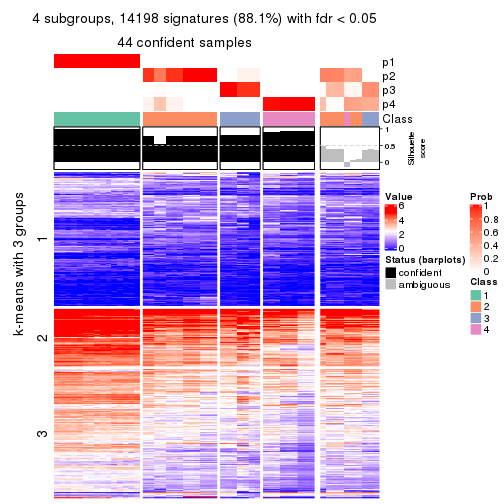 4 subgroups, 14198 signatures (88.1%) with fdr < 0.05
44 confident samples
p1
p2
p3
p4
Class
1
0.5
0
Silhouette
score
k-means with 3 groups
1
2
3
Value
6
4
2
0
Status (barplots)
confident
ambiguous
Prob
1
0.8
0.6
0.4
0.2
0
Class
1
2
3
4